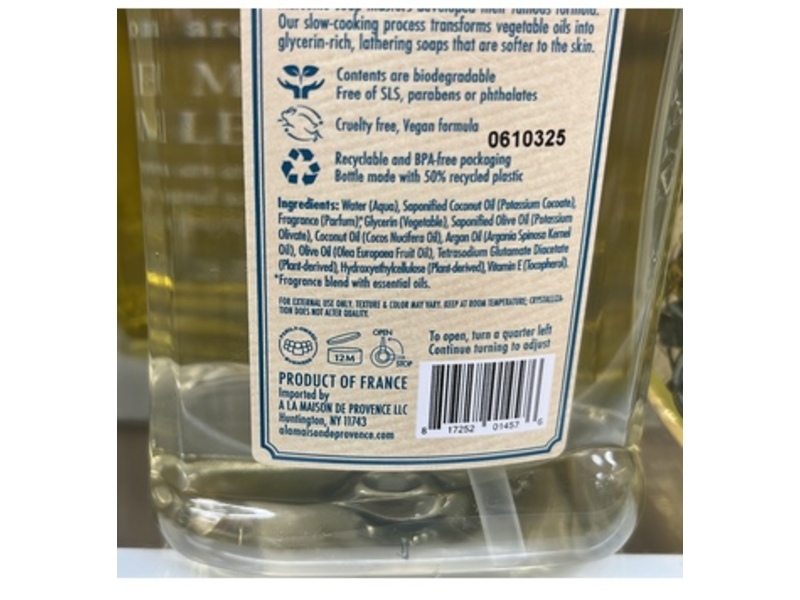 Our slow-cooking process transforms vegetable oils into
glycerin-rich, lathering soaps that are softer to the skin.
Contents are biodegradable
Free of SLS, parabens or phthalates
Cruelty free, Vegan formula
0610325
Recyclable and BPA-free packaging
Bottle made with 50% recycled plastic
Ingredients: Water (Aqua), Saponified Coconut Oil (Potassium Cocoate),
Fragrance (Parfum)*, Glycerin (Vegetable), Saponified Olive Oil (Potassium
Olivate), Coconut Oil (Cocos Nucifera Oil), Argan Oil (Argania Spinosa Kernel
Oil), Olive Oil (Olea Europaea Fruit Oil), Tetrasodium Glutamate Diacetate
(Plant-derived), Hydroxyethylcellulose (Plant-derived), Vitamin E (Tocopherol).
*Fragrance blend with essential oils.
FOR EXTERNAL USE ONLY. TEXTURE & COLOR MAY VARY. KEEP AT ROOM TEMPERATURE; CRYSTALLIZA-
TION DOES NOT ALTER QUALITY.
12M
OPEN
STOP
To open, turn a quarter left
Continue turning to adjust
PRODUCT OF FRANCE
Imported by
A LA MAISON DE PROVENCE LLC
Huntington, NY 11743
alamaisondeprovence.com
8 17252 01457 6